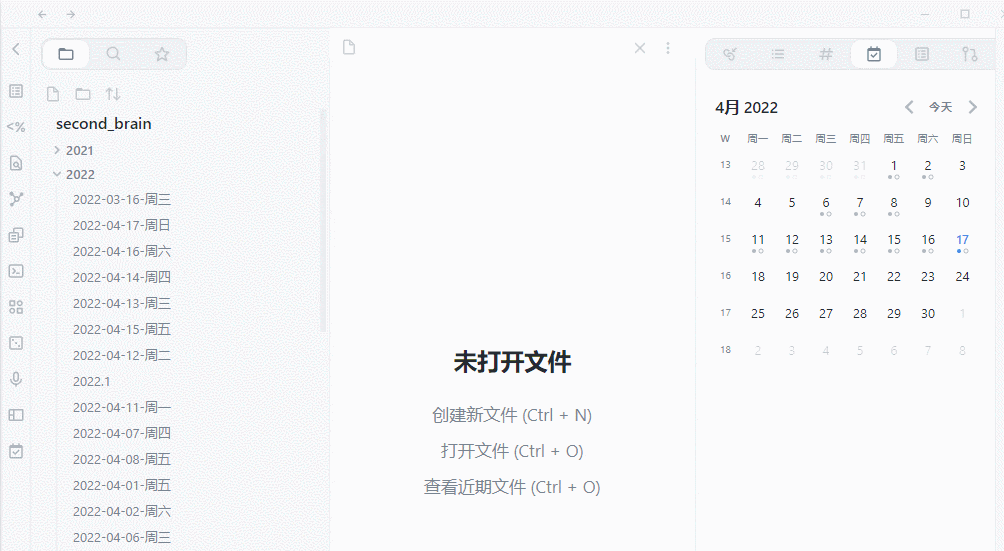 second_brain
2021
2022
2022-03-16-周三
2022-04-17-周日
2022-04-16-周六
2022-04-14-周四
2022-04-13-周三
2022-04-15-周五
2022-04-12-周二
2022.1
2022-04-11-周一
2022-04-07-周四
2022-04-08-周五
2022-04-01-周五
2022-04-02-周六
2022-04-06-周三
未打开文件
创建新文件 (Ctrl + N)
打开文件 (Ctrl + O)
查看近期文件 (Ctrl + O)
4月 2022 今天
W 周一 周二 周三 周四 周五 周六 周日
13 28 29 30 31 1 2 3
14 4 5 6 7 8 9 10
15 11 12 13 14 15 16 17
16 18 19 20 21 22 23 24
17 25 26 27 28 29 30 1
18 2 3 4 5 6 7 8